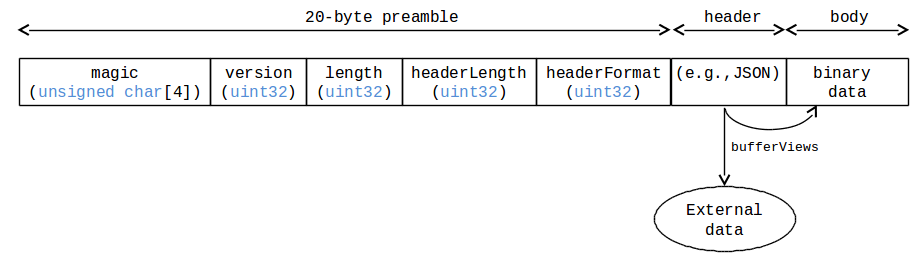 20-byte preamble header body
magic version length headerLength headerFormat (e.g.,JSON) binary
(unsigned char[4]) (uint32) (uint32) (uint32) (uint32) data
bufferViews
External
data